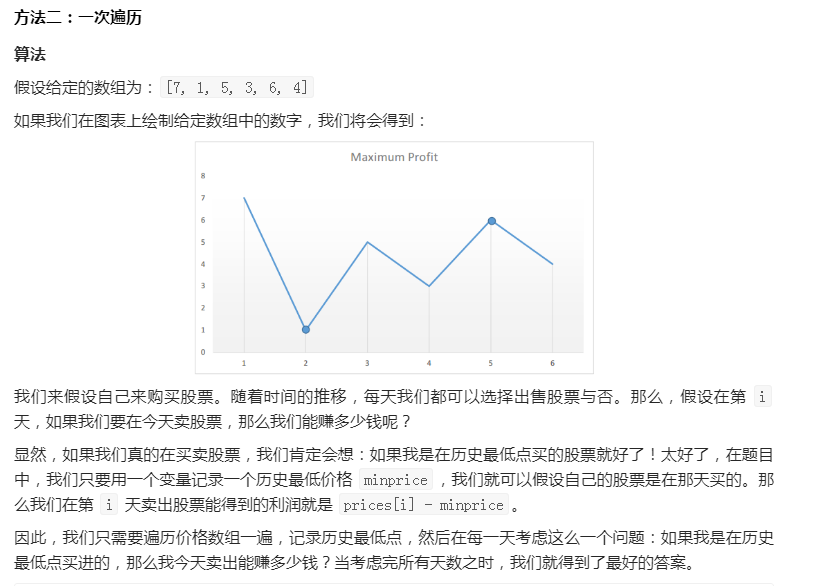 方法二：一次遍历
算法
假设给定的数组为：[7, 1, 5, 3, 6, 4]
如果我们在图表上绘制给定数组中的数字，我们将会得到：
Maximum Profit
8
7
6
5
4
3
2
1
0
1 2 3 4 5 6
我们来假设自己来购买股票。随着时间的推移，每天我们都可以选择出售股票与否。那么，假设在第 i
天，如果我们要在今天卖股票，那么我们能赚多少钱呢？
显然，如果我们真的在买卖股票，我们肯定会想：如果我是在历史最低点买的股票就好了！太好了，在题目
中，我们只要用一个变量记录一个历史最低价格 minprice，我们就可以假设自己的股票是在那天买的。那
么我们在第 i 天卖出股票能得到的利润就是 prices[i] - minprice。
因此，我们只需要遍历价格数组一遍，记录历史最低点，然后在每一天考虑这么一个问题：如果我是在历史
最低点买进的，那么我今天卖出能赚多少钱？当考虑完所有天数之时，我们就得到了最好的答案。